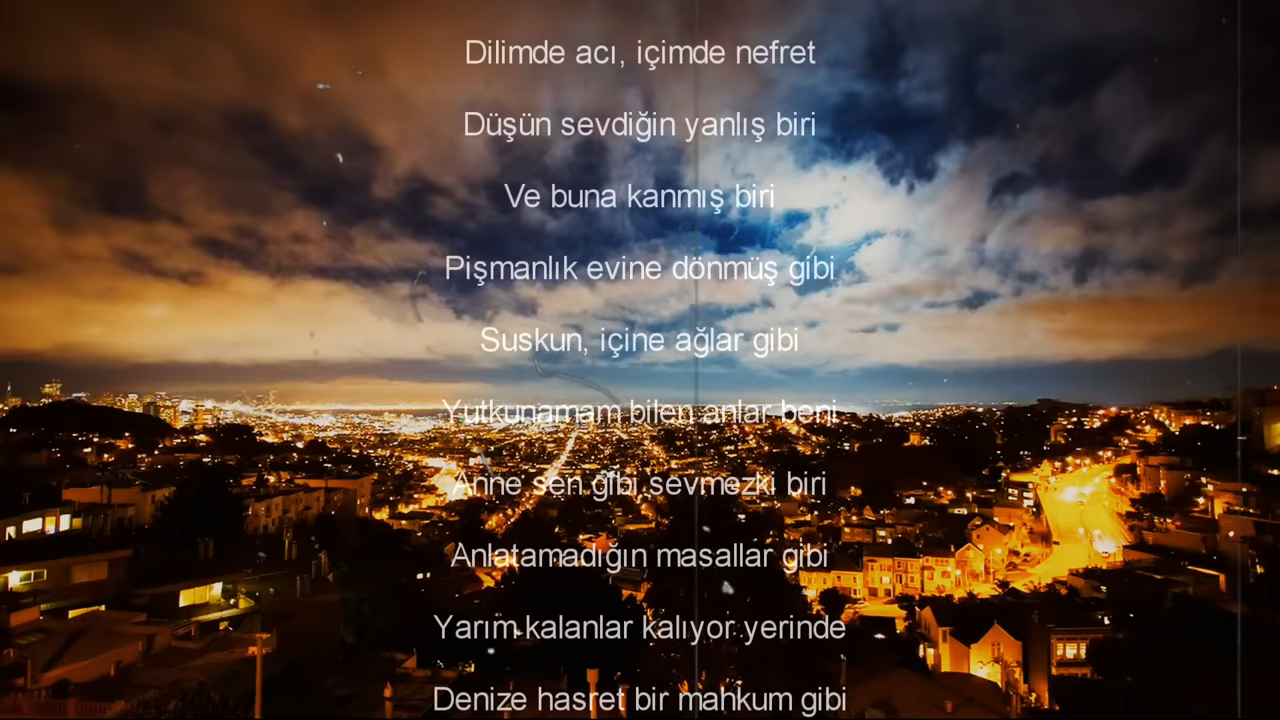 Dilimde acı, içimde nefret
Düşün sevdiğin yanlış biri
Ve buna kanmış biri
Pişmanlık evine dönmüş gibi
Suskun, içine ağlar gibi
Yutkunamam bilen anlar beni
Anne sen gibi sevmezki biri
Anlatamadığın masallar gibi
Yarım kalanlar kalıyor yerinde
Denize hasret bir mahkum gibi